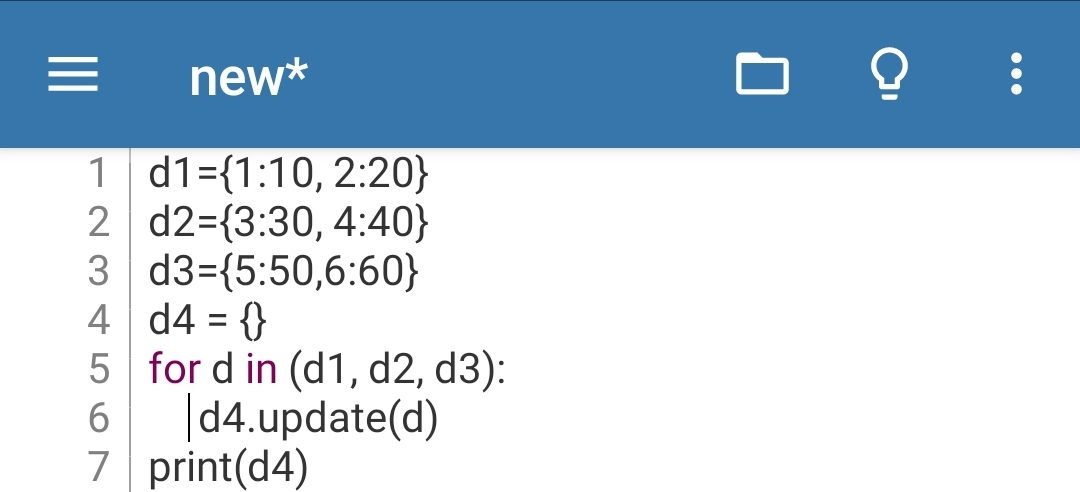 new*
1 d1={1:10, 2:20}
2 d2={3:30, 4:40}
3 d3={5:50,6:60}
4 d4 = {}
5 for d in (d1, d2, d3):
6 d4.update(d)
7 print(d4)